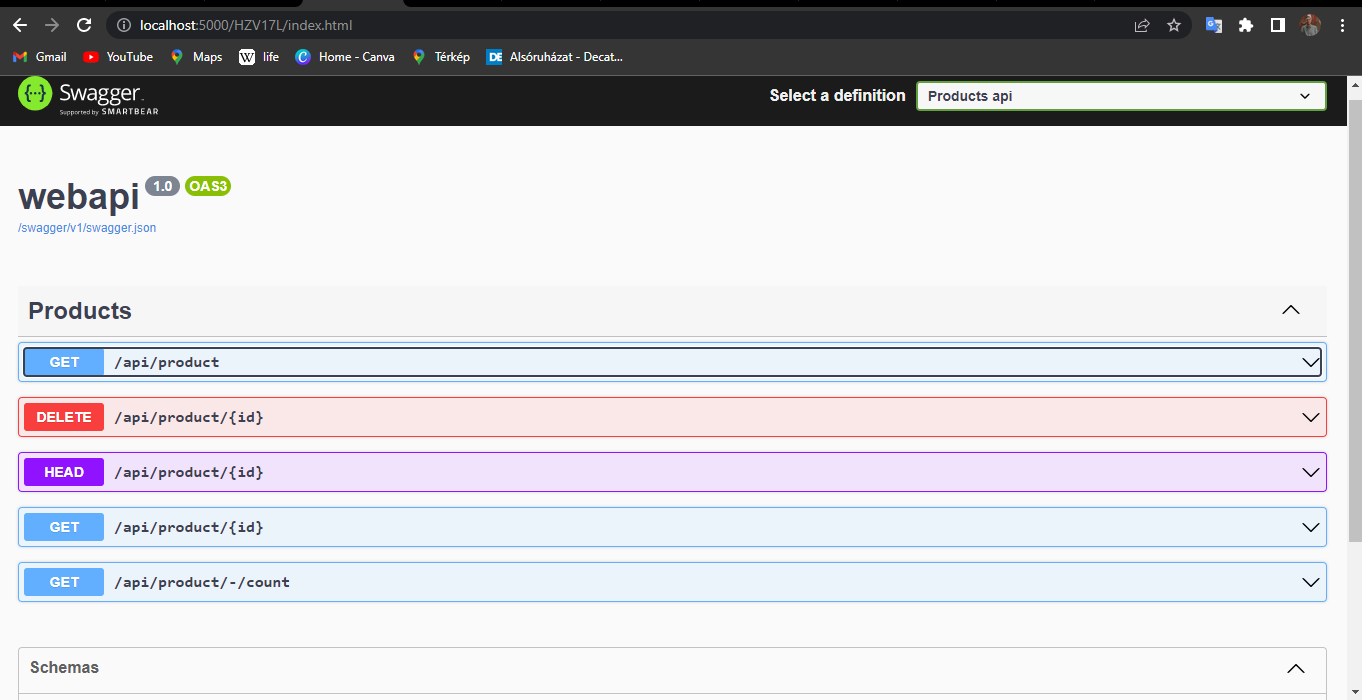 localhost:5000/HZV17L/index.html
Gmail YouTube Maps life Home - Canva Térkép DE Alsóruházat - Decat...
Swagger
Supported by SMARTBEAR
Select a definition Products api
webapi 1.0 OAS3
/swagger/v1/swagger.json
Products
GET /api/product
DELETE /api/product/{id}
HEAD /api/product/{id}
GET /api/product/{id}
GET /api/product/-/count
Schemas